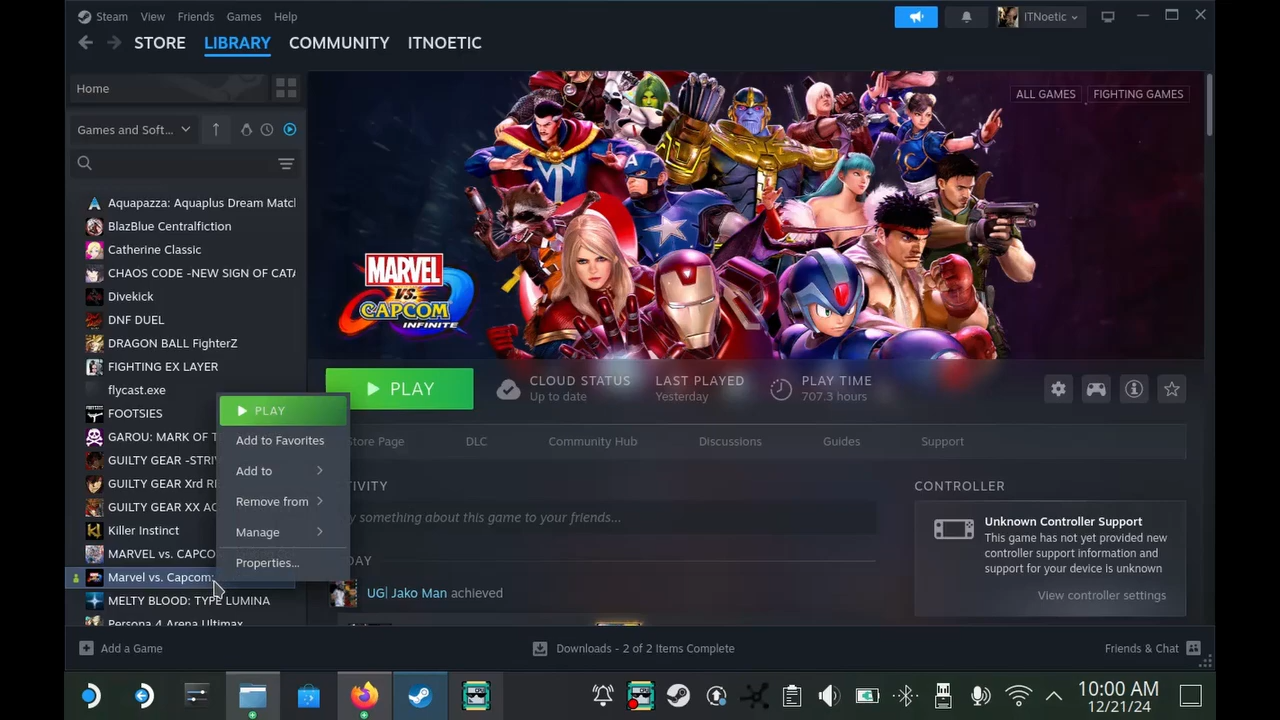 Steam View Friends Games Help
ITNoetic
STORE LIBRARY COMMUNITY ITNOETIC
Home
Games and Soft...
ALL GAMES FIGHTING GAMES
Aquapazza: Aquaplus Dream Match
BlazBlue Centralfiction
Catherine Classic
CHAOS CODE -NEW SIGN OF CATA
Divekick
DNF DUEL
DRAGON BALL FighterZ
FIGHTING EX LAYER
flycast.exe
FOOTSIES
GAROU: MARK OF T
GUILTY GEAR -STRIV
GUILTY GEAR Xrd RE
GUILTY GEAR XX AC
Killer Instinct
MARVEL vs. CAPCO
Marvel vs. Capcom:
MELTY BLOOD: TYPE LUMINA
Persona 4 Arena Ultimax
MARVEL
VS.
CAPCOM
INFINITE
PLAY
CLOUD STATUS
Up to date
LAST PLAYED
Yesterday
PLAY TIME
707.3 hours
PLAY
Add to Favorites
Add to
Remove from
Manage
Properties...
Store Page DLC Community Hub Discussions Guides Support
TIVITY
y something about this game to your friends...
DAY
UG| Jako Man achieved
CONTROLLER
Unknown Controller Support
This game has not yet provided new
controller support information and
support for your device is unknown
View controller settings
Add a Game
Downloads - 2 of 2 Items Complete
Friends & Chat
10:00 AM
12/21/24